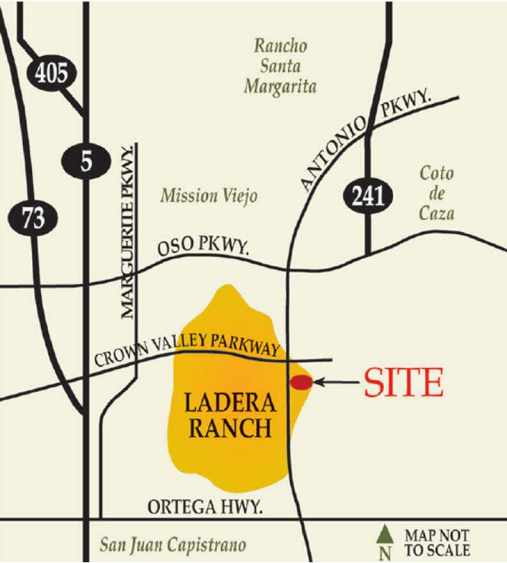 405
Rancho
Santa
Margarita
ANTONIO PKWY.
5
MARGUERITE PKWY.
Mission Viejo
241
Coto
de
Caza
73
OSO PKWY.
CROWN VALLEY PARKWAY
SITE
LADERA
RANCH
ORTEGA HWY.
San Juan Capistrano
N
MAP NOT
TO SCALE